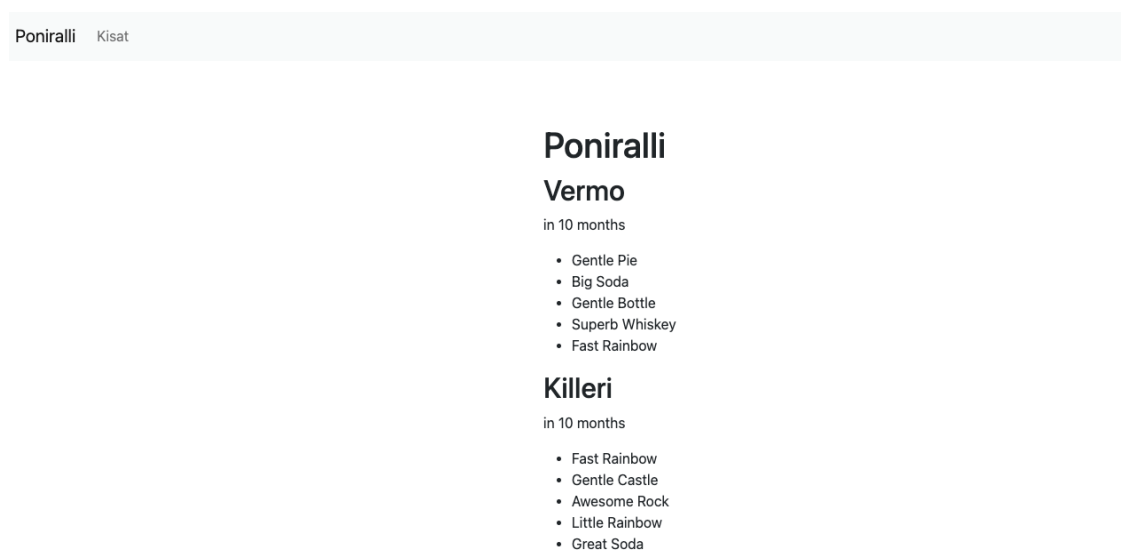 Poniralli Kisat
Poniralli
Vermo
in 10 months
• Gentle Pie
• Big Soda
• Gentle Bottle
• Superb Whiskey
• Fast Rainbow
Killeri
in 10 months
• Fast Rainbow
• Gentle Castle
• Awesome Rock
• Little Rainbow
• Great Soda